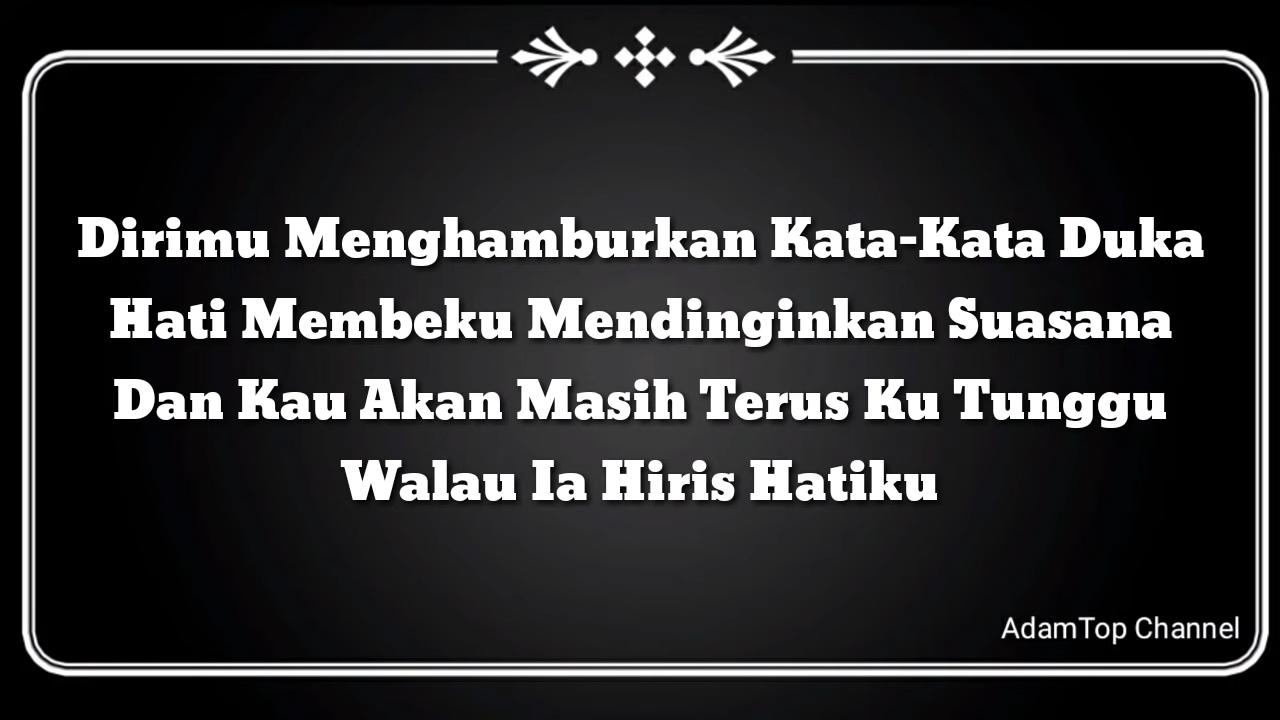 Dirimu Menghamburkan Kata-Kata Duka
Hati Membeku Mendinginkan Suasana
Dan Kau Akan Masih Terus Ku Tunggu
Walau Ia Hiris Hatiku
AdamTop Channel